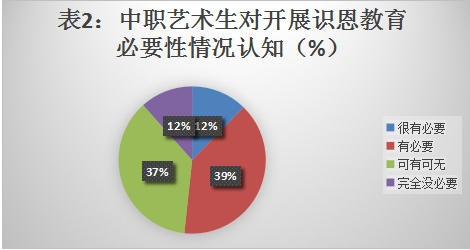 表2：中职艺术生对开展识恩教育
必要性情况认知（%）
12%
12%
37%
39%
很有必要
有必要
可有可无
完全没必要